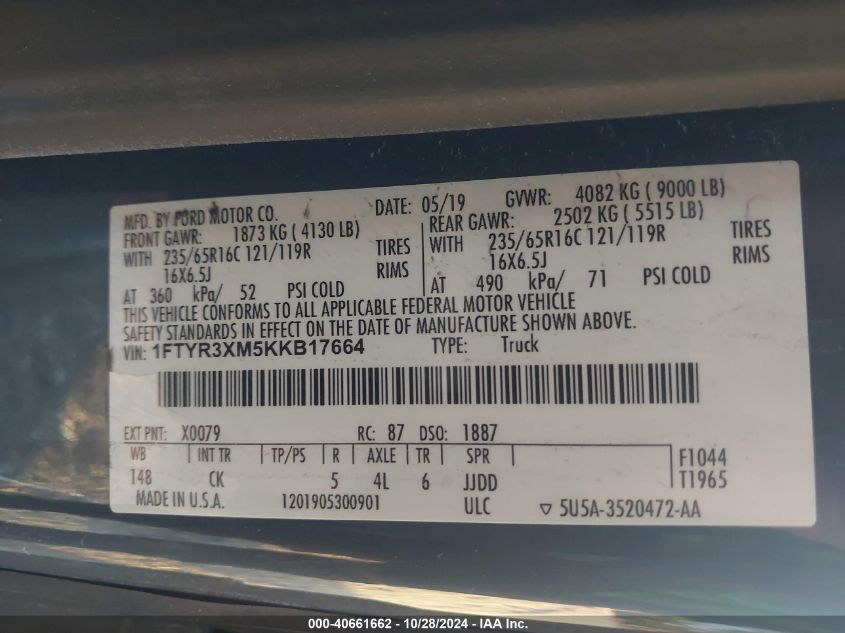 MFD. BY FORD MOTOR CO. DATE: 05/19 GVWR: 4082 KG ( 9000 LB)
FRONT GAWR: 1873 KG ( 4130 LB) REAR GAWR: 2502 KG ( 5515 LB)
WITH 235/65R16C 121/119R TIRES WITH 235/65R16C 121/119R TIRES
16X6.5J RIMS 16X6.5J RIMS
AT 360 kPa/ 52 PSI COLD AT 490 kPa/ 71 PSI COLD
THIS VEHICLE CONFORMS TO ALL APPLICABLE FEDERAL MOTOR VEHICLE
SAFETY STANDARDS IN EFFECT ON THE DATE OF MANUFACTURE SHOWN ABOVE.
VIN: 1FTYR3XM5KKB17664 TYPE: Truck
EXT PNT: X0079 RC: 87 DSO: 1887
WB INT TR TP/PS R AXLE TR SPR F1044
148 CK 5 4L 6 JJDD T1965
MADE IN U.S.A. 1201905300901 ULC ▽ 5U5A-3520472-AA
000-40661662 - 10/28/2024 - IAA Inc.